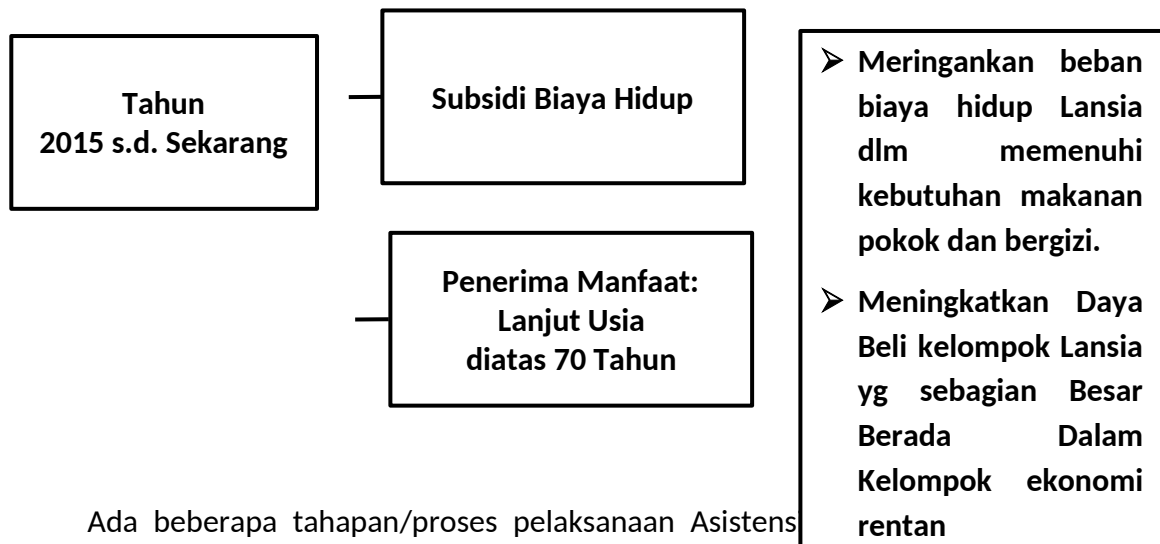 Tahun
2015 s.d. Sekarang
Subsidi Biaya Hidup
Penerima Manfaat:
Lanjut Usia
diatas 70 Tahun
➢ Meringankan beban
biaya hidup Lansia
dlm memenuhi
kebutuhan makanan
pokok dan bergizi.
➢ Meningkatkan Daya
Beli kelompok Lansia
yg sebagian Besar
Berada Dalam
Kelompok ekonomi
rentan
Ada beberapa tahapan/proses pelaksanaan